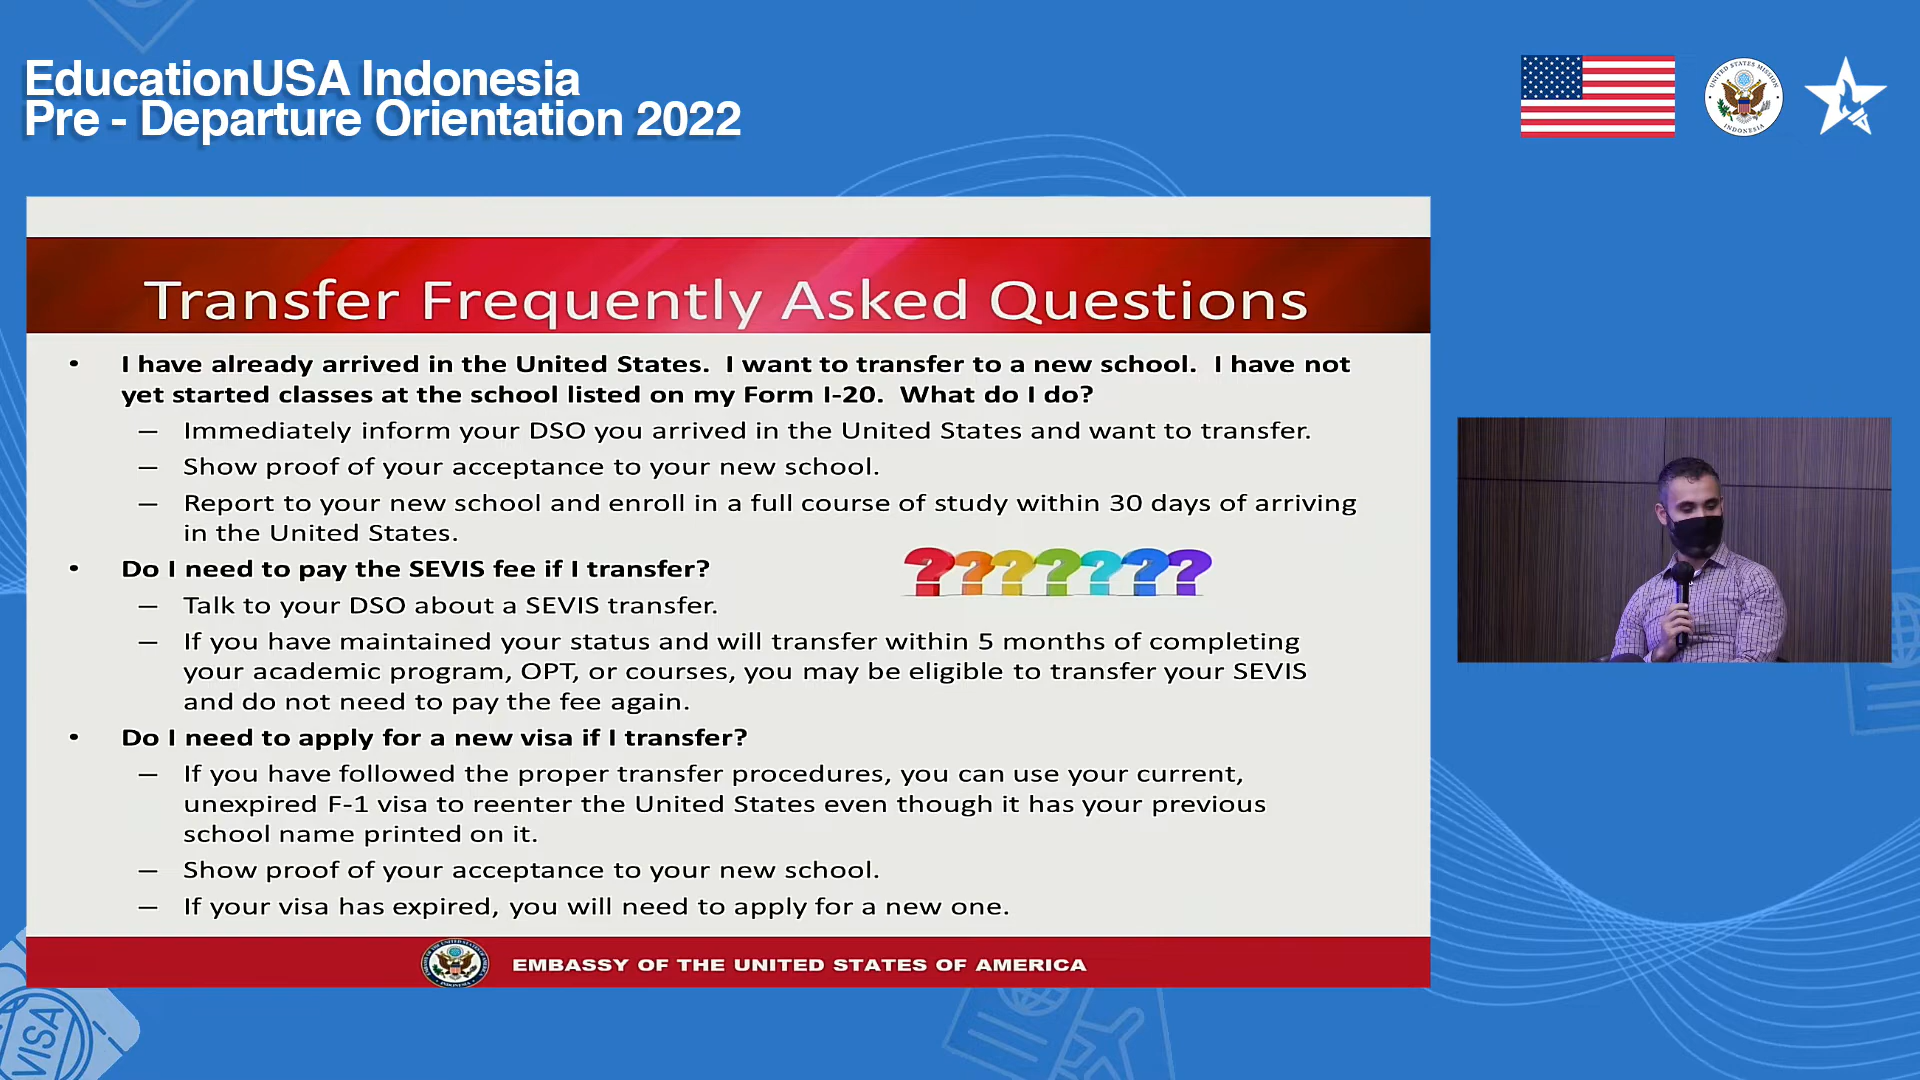 EducationUSA Indonesia
Pre - Departure Orientation 2022
UNITED STATES MISSION
INDONESIA
Transfer Frequently Asked Questions
• I have already arrived in the United States.  I want to transfer to a new school.  I have not
yet started classes at the school listed on my Form I-20.  What do I do?
— Immediately inform your DSO you arrived in the United States and want to transfer.
— Show proof of your acceptance to your new school.
— Report to your new school and enroll in a full course of study within 30 days of arriving
in the United States.
• Do I need to pay the SEVIS fee if I transfer?
???????
— Talk to your DSO about a SEVIS transfer.
— If you have maintained your status and will transfer within 5 months of completing
your academic program, OPT, or courses, you may be eligible to transfer your SEVIS
and do not need to pay the fee again.
• Do I need to apply for a new visa if I transfer?
— If you have followed the proper transfer procedures, you can use your current,
unexpired F-1 visa to reenter the United States even though it has your previous
school name printed on it.
— Show proof of your acceptance to your new school.
— If your visa has expired, you will need to apply for a new one.
EMBASSY OF THE UNITED STATES OF AMERICA
VISA